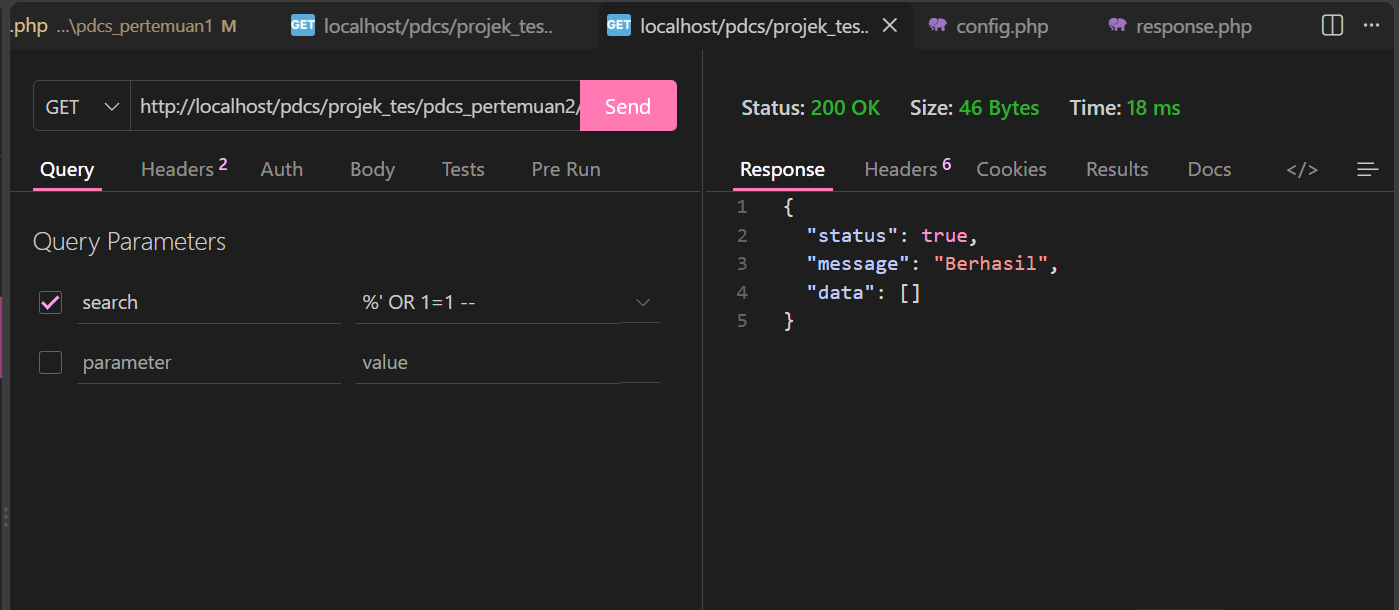 .php ...\pdcs_pertemuan1 M GET localhost/pdcs/projek_tes.. GET localhost/pdcs/projek_tes.. config.php response.php ...
GET http://localhost/pdcs/projek_tes/pdcs_pertemuan2/ Send
Query Headers 2 Auth Body Tests Pre Run
Query Parameters
search %' OR 1=1 --
parameter value
Status: 200 OK Size: 46 Bytes Time: 18 ms
Response Headers 6 Cookies Results Docs </>
1 {
2 "status": true,
3 "message": "Berhasil",
4 "data": []
5 }